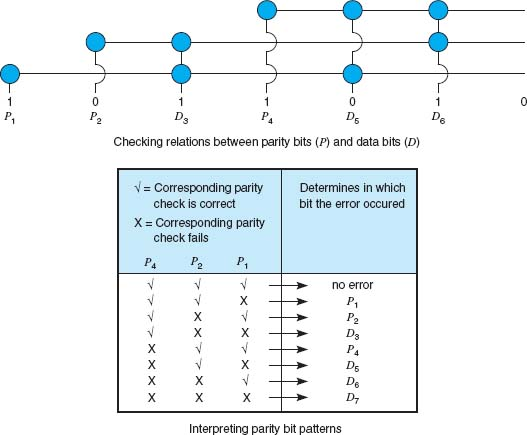 1 0 1 1 0 1 0
P1 P2 D3 P4 D5 D6
Checking relations between parity bits (P) and data bits (D)
√ = Corresponding parity
check is correct
X = Corresponding parity
check fails
Determines in which
bit the error occured
P4 P2 P1
√ √ √ no error
√ √ X P1
√ X √ P2
√ X X D3
X √ √ P4
X √ X D5
X X √ D6
X X X D7
Interpreting parity bit patterns